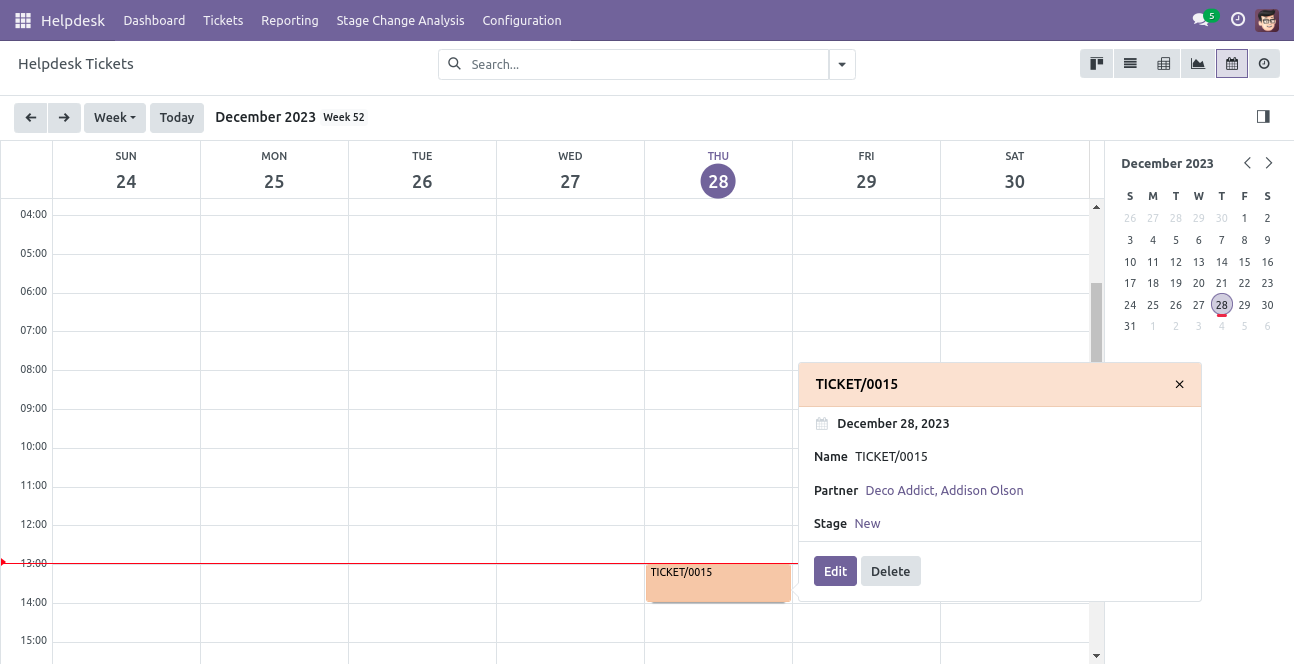 Helpdesk Dashboard Tickets Reporting Stage Change Analysis Configuration 5
Helpdesk Tickets Search...
Week Today December 2023 Week 52
SUN MON TUE WED THU FRI SAT
24 25 26 27 28 29 30
December 2023
S M T W T F S
26 27 28 29 30 1 2
3 4 5 6 7 8 9
10 11 12 13 14 15 16
17 18 19 20 21 22 23
24 25 26 27 28 29 30
31 1 2 3 4 5 6
04:00
05:00
06:00
07:00
08:00
09:00
10:00
11:00
12:00
13:00
14:00
15:00
TICKET/0015
TICKET/0015
December 28, 2023
Name TICKET/0015
Partner Deco Addict, Addison Olson
Stage New
Edit Delete